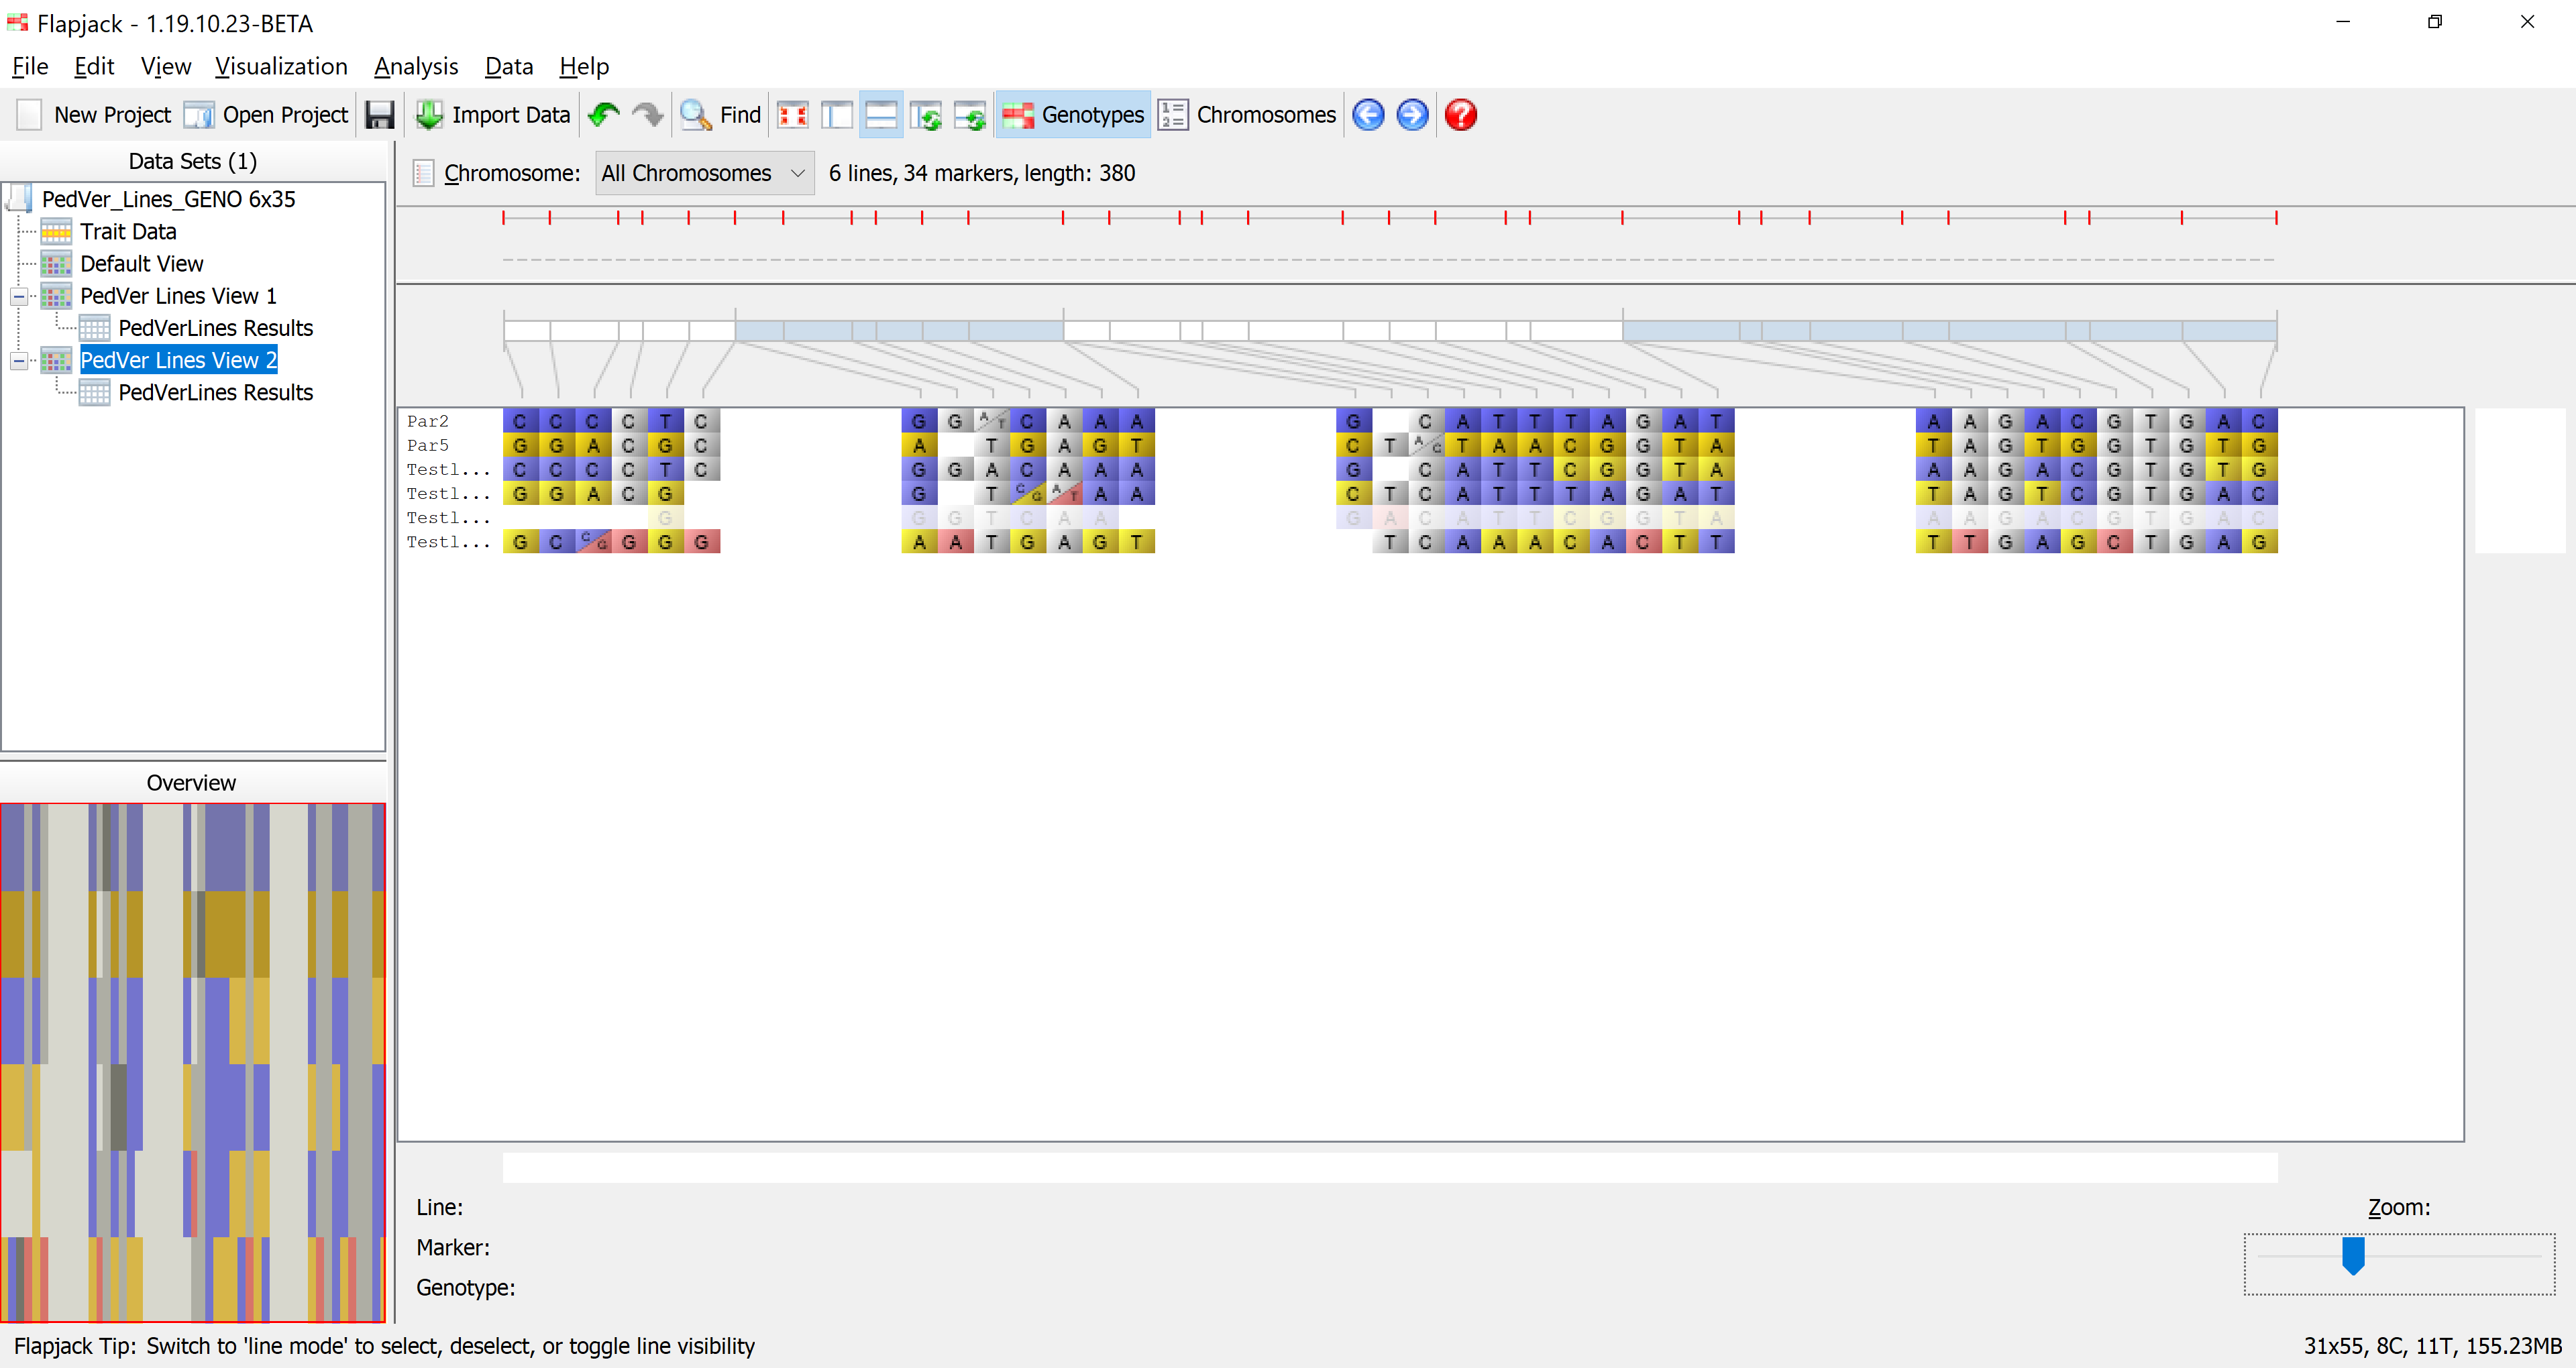 Flapjack - 1.19.10.23-BETA
File Edit View Visualization Analysis Data Help
New Project Open Project Import Data Find Genotypes Chromosomes
Data Sets (1)
PedVer_Lines_GENO 6x35
Trait Data
Default View
PedVer Lines View 1
PedVerLines Results
PedVer Lines View 2
PedVerLines Results
Overview
Chromosome: All Chromosomes 6 lines, 34 markers, length: 380
Par2 C C C C T C G G A/T C A A A G C A T T T A G A T A A G A C G T G A C
Par5 G G A C G C A T G A G T C T A/G T A A C G G T A T A G T G G T G T G
Testl... C C C C T C G G A C A A A G C A T T C G G T A A A G A C G T G T G
Testl... G G A C G G T C/G A/T A A C T C A T T T A G A T T A G T C G T G A C
Testl... G G G T C A A G A C A T T C G G T A A A G A C G T G A C
Testl... G C C/G G G G A A T G A G T T C A A A C A C T T T T G A G C T G A G
Line:
Marker:
Genotype:
Zoom:
Flapjack Tip: Switch to 'line mode' to select, deselect, or toggle line visibility
31x55, 8C, 11T, 155.23MB